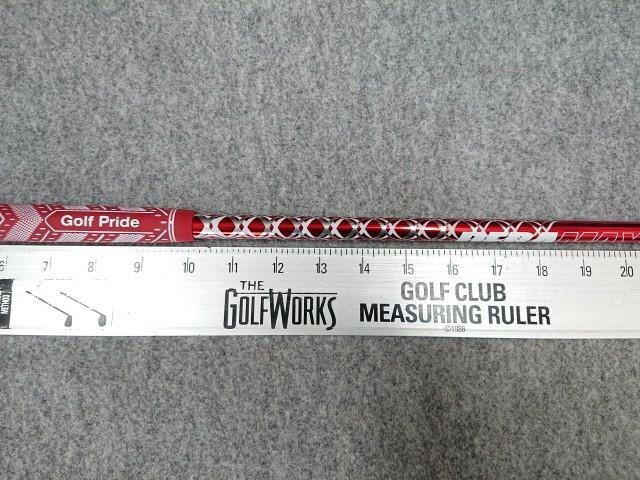 Golf Pride
6 7 8 9 10 11 12 13 14 15 16 17 18 19 20
METHOD
THE
GOLFWORKS
GOLF CLUB
MEASURING RULER
©1986